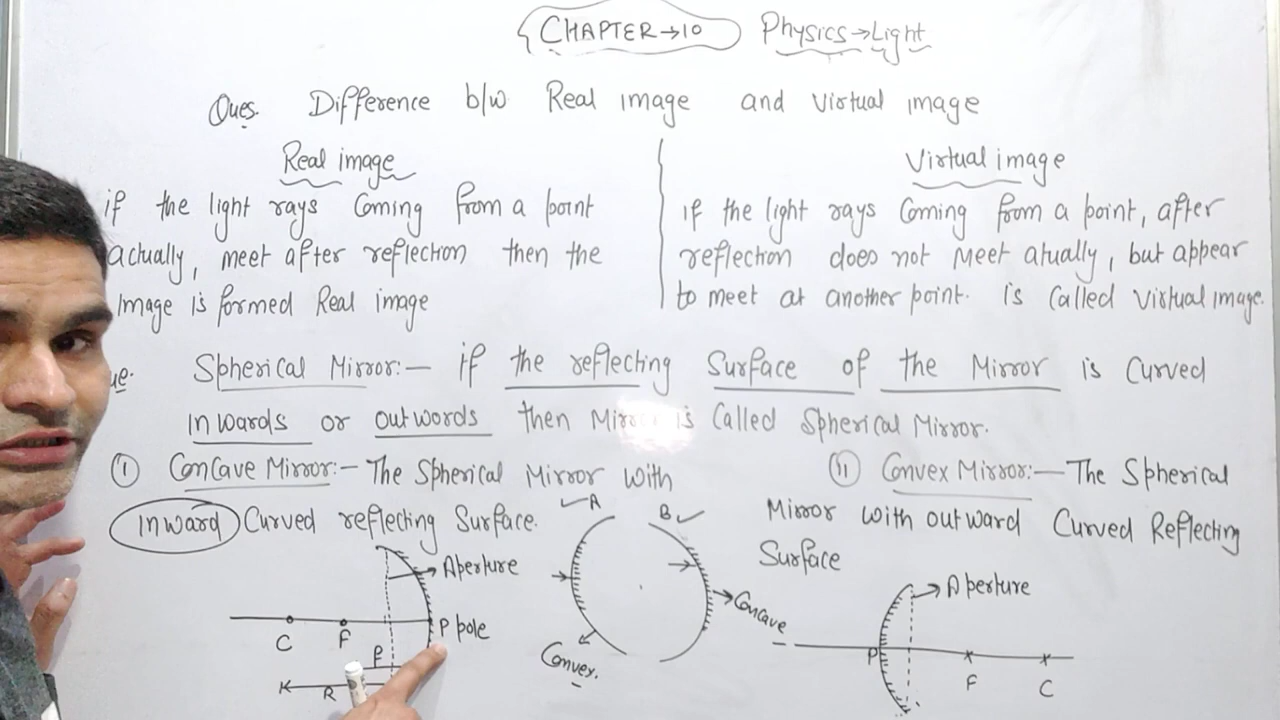 CHAPTER→10 Physics→Light
Ques. Difference b/w Real image and virtual image
Real image
if the light rays Coming from a point
actually, meet after reflection then the
Image is formed Real image
Virtual image
if the light rays Coming from a point, after
reflection does not meet atually, but appear
to meet at another point. is Called Virtual image.
ue. Spherical Mirror:- if the reflecting Surface of the Mirror is Curved
inwards or outwords then Mirror is Called Spherical Mirror.
(i) Concave Mirror:- The Spherical Mirror with
inward Curved reflecting Surface.
(ii) Convex Mirror:- The Spherical
Mirror with outward Curved Reflecting
Surface
Aperture
C F P pole
f
R
A B
Concave
Convex.
Aperture
P F C